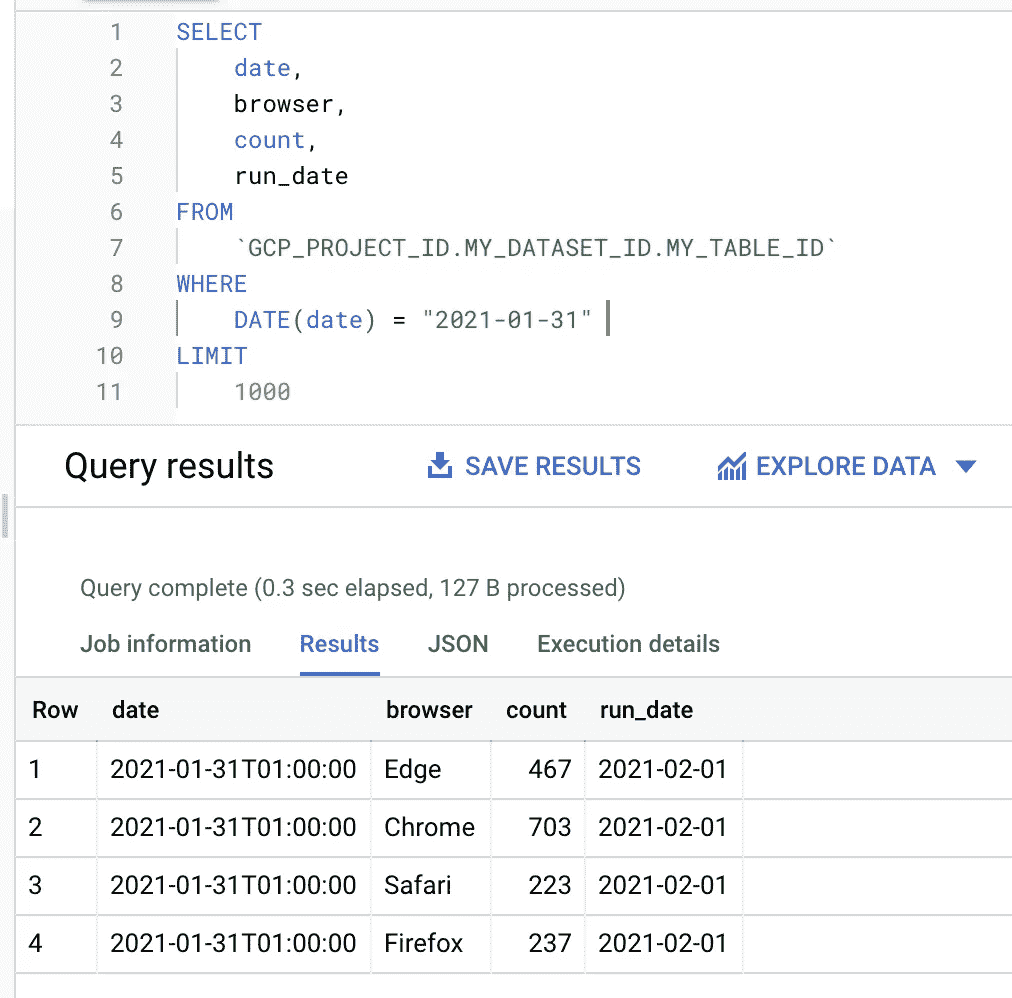 1 SELECT
2 date,
3 browser,
4 count,
5 run_date
6 FROM
7 `GCP_PROJECT_ID.MY_DATASET_ID.MY_TABLE_ID`
8 WHERE
9 DATE(date) = "2021-01-31"
10 LIMIT
11 1000
Query results SAVE RESULTS EXPLORE DATA
Query complete (0.3 sec elapsed, 127 B processed)
Job information Results JSON Execution details
Row date browser count run_date
1 2021-01-31T01:00:00 Edge 467 2021-02-01
2 2021-01-31T01:00:00 Chrome 703 2021-02-01
3 2021-01-31T01:00:00 Safari 223 2021-02-01
4 2021-01-31T01:00:00 Firefox 237 2021-02-01